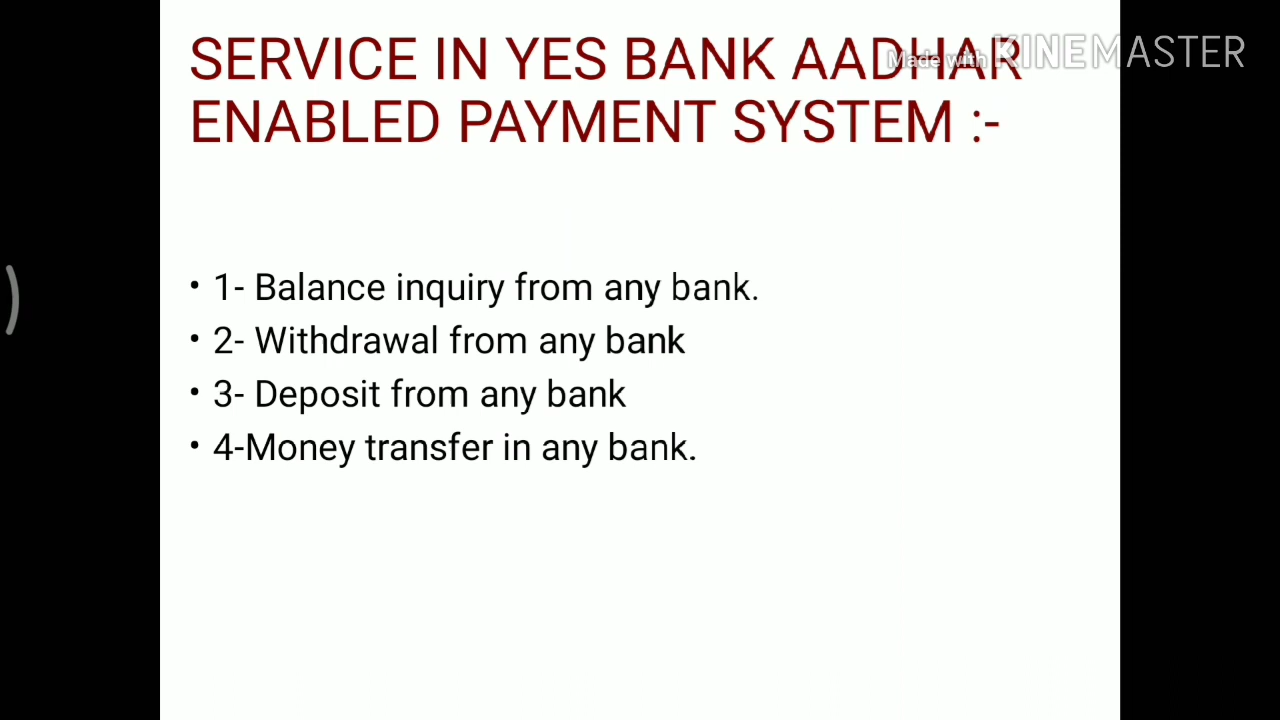 SERVICE IN YES BANK AADHAR
Made with KINEMASTER
ENABLED PAYMENT SYSTEM :-
• 1- Balance inquiry from any bank.
• 2- Withdrawal from any bank
• 3- Deposit from any bank
• 4-Money transfer in any bank.